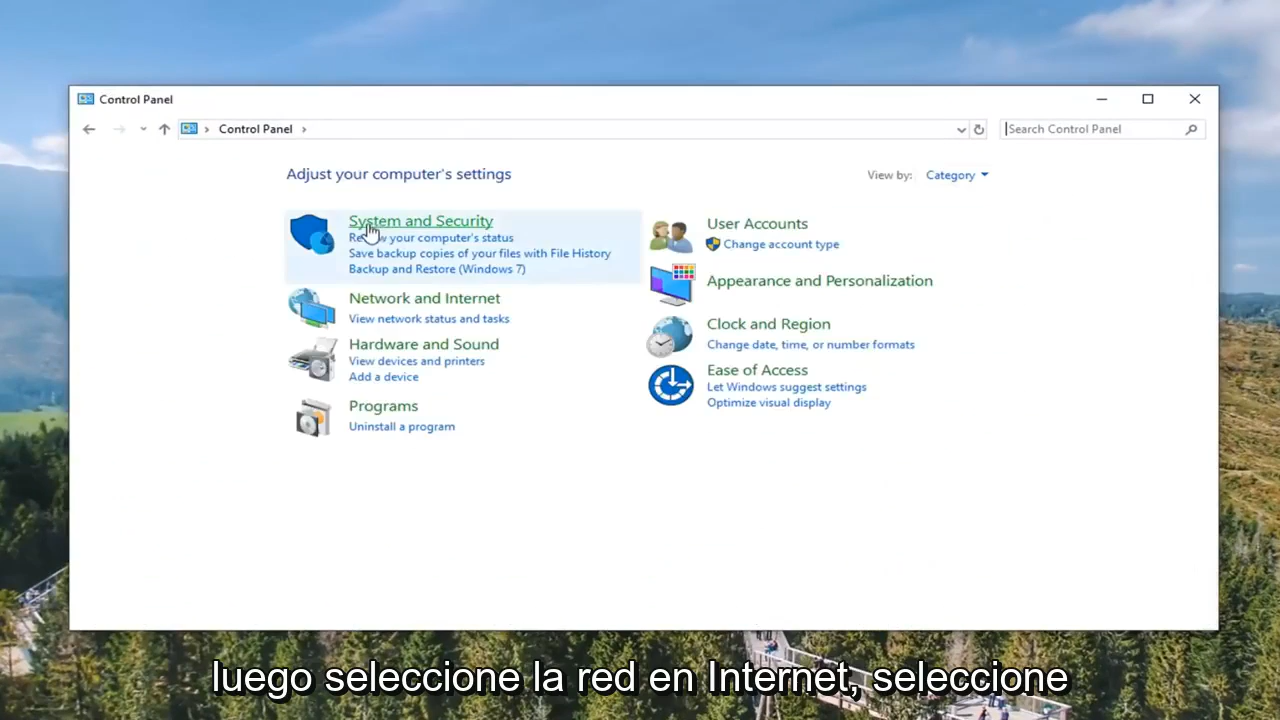 Control Panel
Control Panel
Search Control Panel
Adjust your computer's settings
View by: Category
System and Security
Review your computer's status
Save backup copies of your files with File History
Backup and Restore (Windows 7)
Network and Internet
View network status and tasks
Hardware and Sound
View devices and printers
Add a device
Programs
Uninstall a program
User Accounts
Change account type
Appearance and Personalization
Clock and Region
Change date, time, or number formats
Ease of Access
Let Windows suggest settings
Optimize visual display
luego seleccione la red en Internet, seleccione